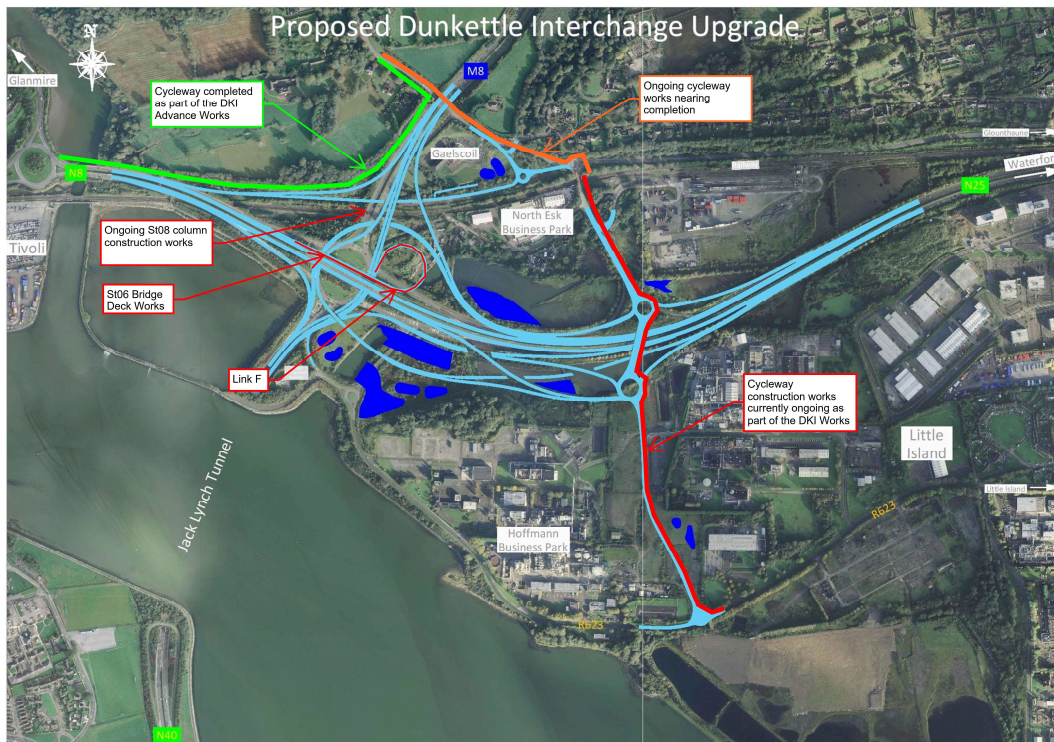 Proposed Dunkettle Interchange Upgrade
N
Glanmire
M8
Cycleway completed
as part of the DKI
Advance Works
Ongoing cycleway
works nearing
completion
Glounthaune
Gaelscoil
Waterfor
N8
N25
North Esk
Business Park
Ongoing St08 column
construction works
Tivoli
St06 Bridge
Deck Works
Link F
Cycleway
construction works
currently ongoing as
part of the DKI Works
Little
Island
Little Island
Jack Lynch Tunnel
R623
Hoffmann
Business Park
R623
N40